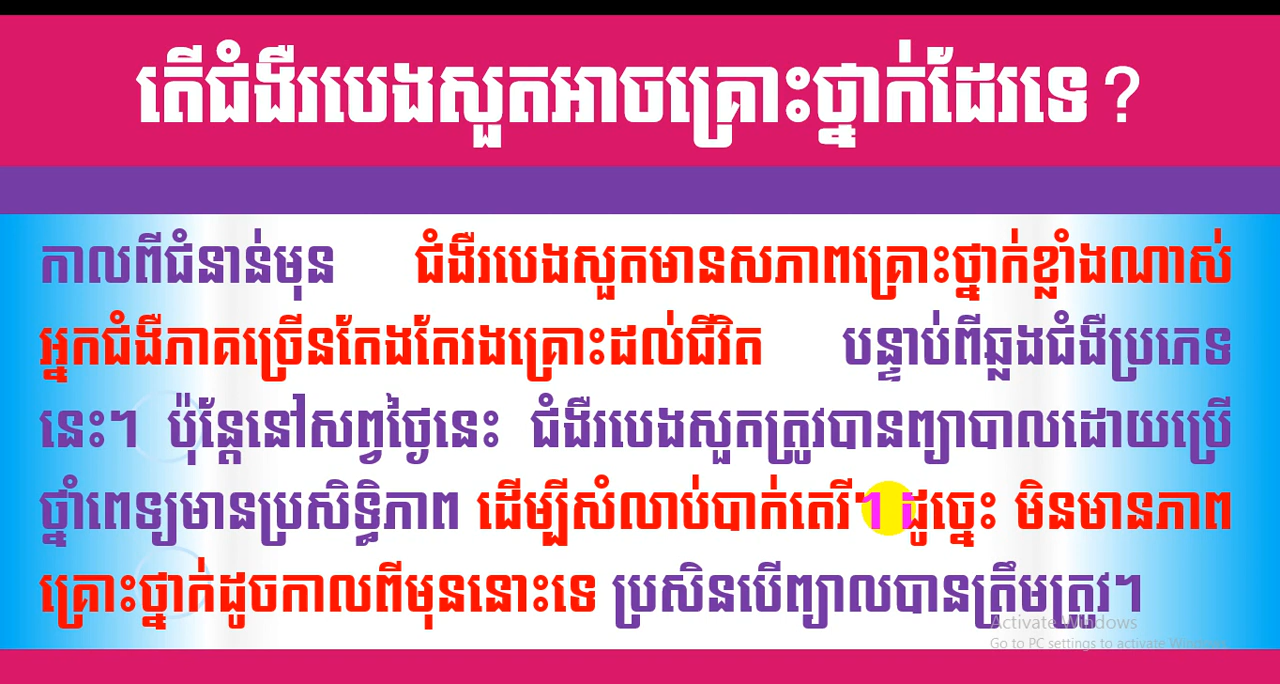 តើជំងឺរបេងសួតអាចគ្រោះថ្នាក់ដែរទេ?
កាលពីជំនាន់មុន ជំងឺរបេងសួតមានសភាពគ្រោះថ្នាក់ខ្លាំងណាស់
អ្នកជំងឺភាគច្រើនតែងតែរងគ្រោះដល់ជីវិត បន្ទាប់ពីឆ្លងជំងឺប្រភេទ
នេះ។ ប៉ុន្តែនៅសព្វថ្ងៃនេះ ជំងឺរបេងសួតត្រូវបានព្យាបាលដោយប្រើ
ថ្នាំពេទ្យមានប្រសិទ្ធិភាព ដើម្បីសំលាប់បាក់តេរី។ ដូច្នេះ មិនមានភាព
គ្រោះថ្នាក់ដូចកាលពីមុននោះទេ ប្រសិនបើព្យាលបានត្រឹមត្រូវ។
Activate Windows
Go to PC settings to activate Windows.